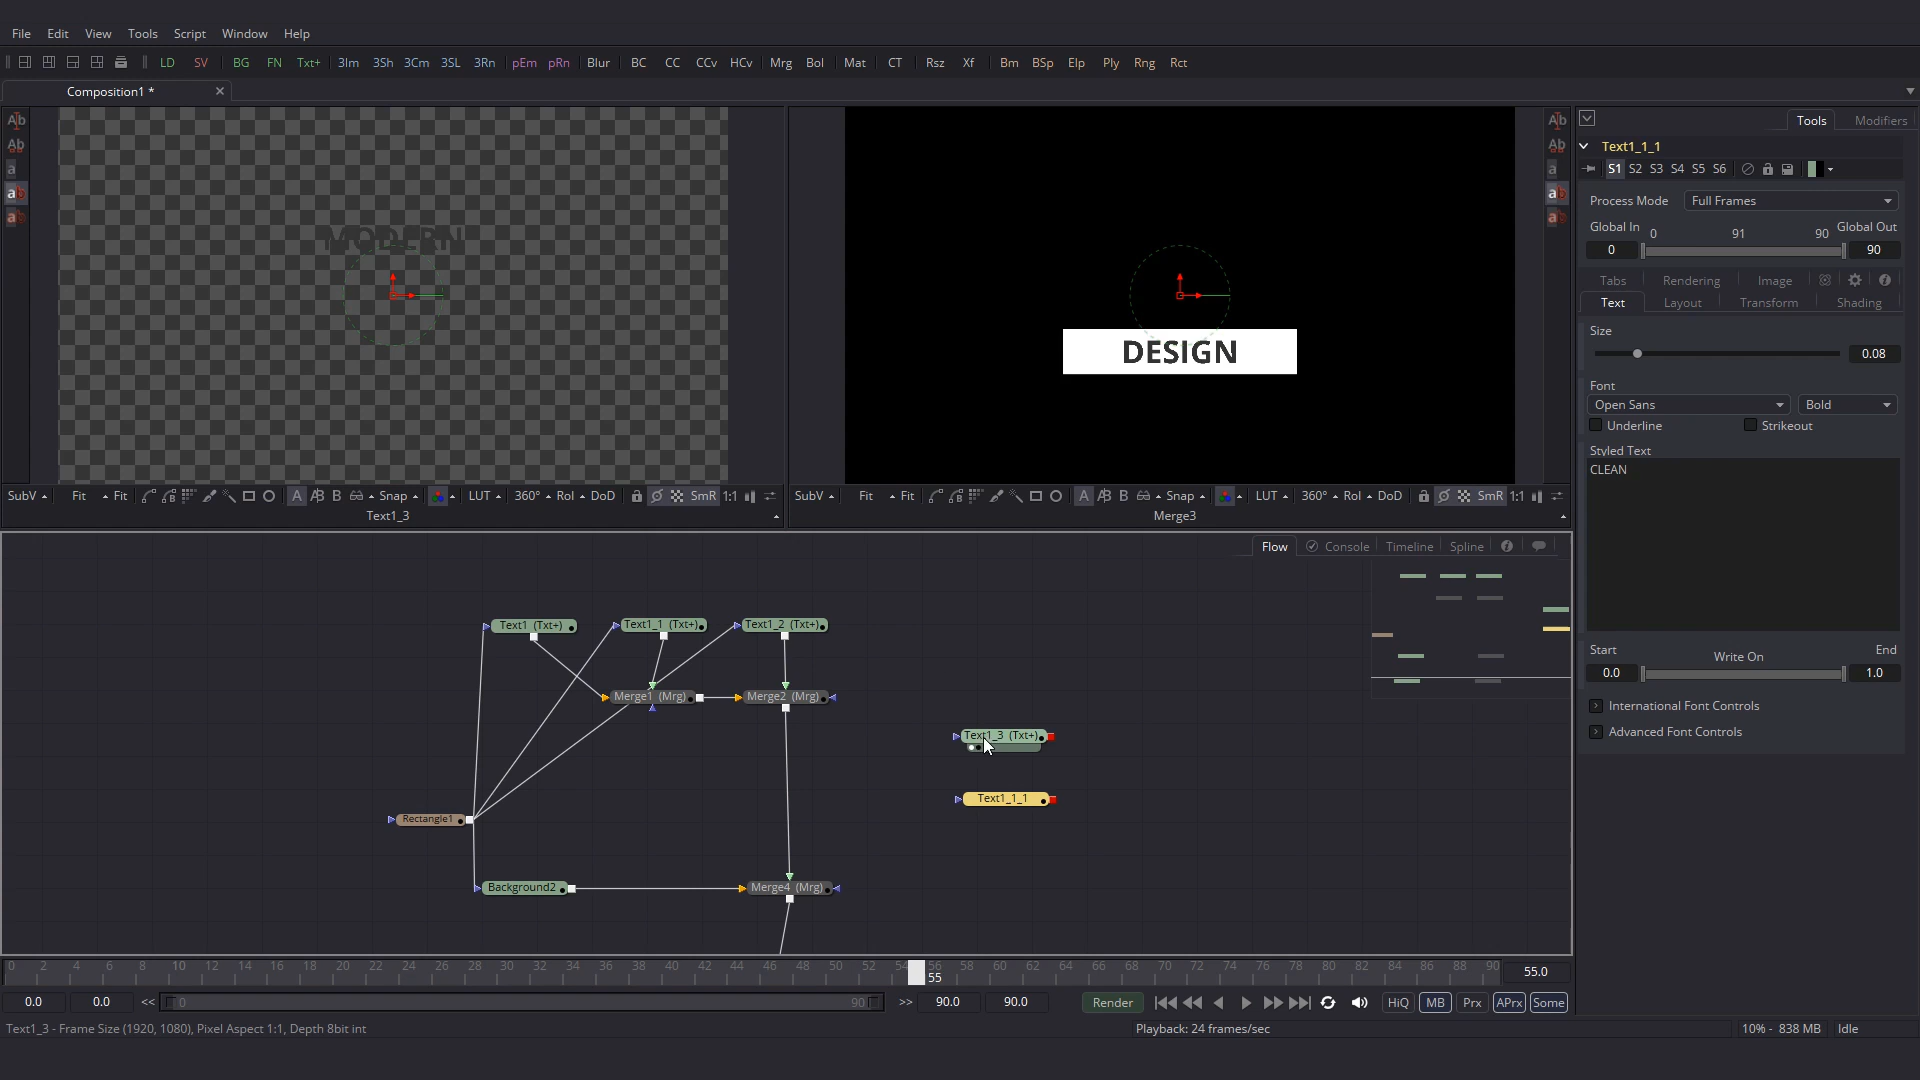 File Edit View Tools Script Window Help
LD SV BG FN Txt+ 3Im 3Sh 3Cm 3SL 3Rn pEm pRn Blur BC CC CCv HCv Mrg Bol Mat CT Rsz Xf Bm BSp Elp Ply Rng Rct
Composition1 *
MODERN
DESIGN
SubV Fit Fit A AB B Snap LUT 360° RoI DoD SmR 1:1
Text1_3
SubV Fit Fit A AB B Snap LUT 360° RoI DoD SmR 1:1
Merge3
Tools Modifiers
Text1_1_1
S1 S2 S3 S4 S5 S6
Process Mode Full Frames
Global In 0 91 90 Global Out
0 90
Tabs Rendering Image
Text Layout Transform Shading
Size
0.08
Font
Open Sans Bold
Underline Strikeout
Styled Text
CLEAN
Start Write On End
0.0 1.0
International Font Controls
Advanced Font Controls
Flow Console Timeline Spline
Text1 (Txt+) Text1_1 (Txt+) Text1_2 (Txt+)
Merge1 (Mrg) Merge2 (Mrg)
Text1_3 (Txt+)
Text1_1_1
Rectangle1
Background2 Merge4 (Mrg)
0 2 4 6 8 10 12 14 16 18 20 22 24 26 28 30 32 34 36 38 40 42 44 46 48 50 52 54 56 58 60 62 64 66 68 70 72 74 76 78 80 82 84 86 88 90
55 55.0
0.0 0.0 << 0 90 >> 90.0 90.0 Render HiQ MB Prx APrx Some
Text1_3 - Frame Size (1920, 1080), Pixel Aspect 1:1, Depth 8bit int Playback: 24 frames/sec 10% - 838 MB Idle